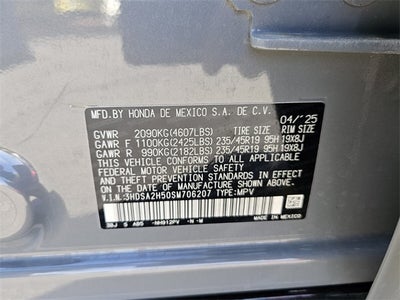 MFD.BY HONDA DE MEXICO S.A. DE C.V. 04/'25
GVWR 2090KG(4607LBS) TIRE SIZE RIM SIZE
GAWR F 1100KG(2425LBS) 235/45R19 95H 19X8J
GAWR R 990KG(2182LBS) 235/45R19 95H 19X8J
THIS VEHICLE CONFORMS TO ALL APPLICABLE
FEDERAL MOTOR VEHICLE SAFETY
AND THEFT PREVENTION STANDARDS IN EFFECT ON
THE DATE OF MANUFACTURE SHOWN ABOVE.
V.I.N.:3HDSA2H50SM706207 TYPE:MPV
NH912PV
MADE IN MEXICO